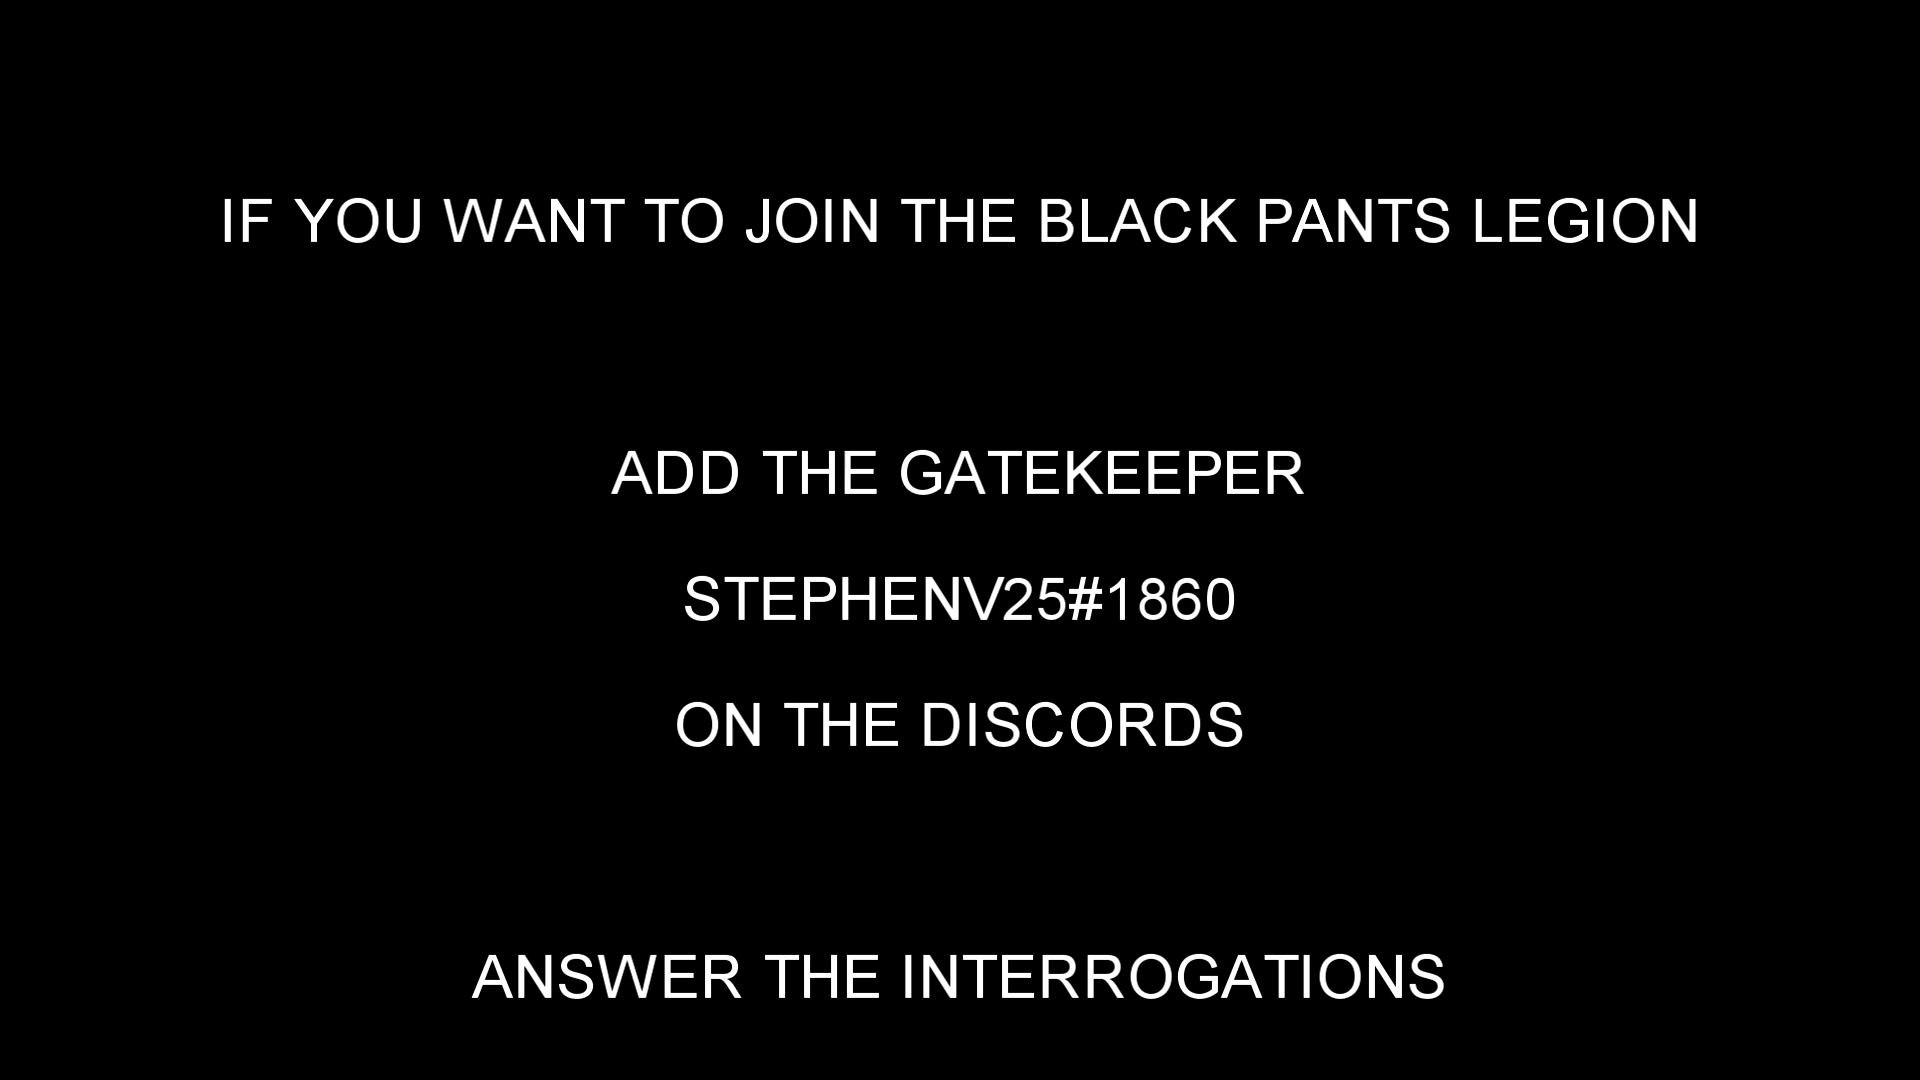 IF YOU WANT TO JOIN THE BLACK PANTS LEGION
ADD THE GATEKEEPER
STEPHENV25#1860
ON THE DISCORDS
ANSWER THE INTERROGATIONS